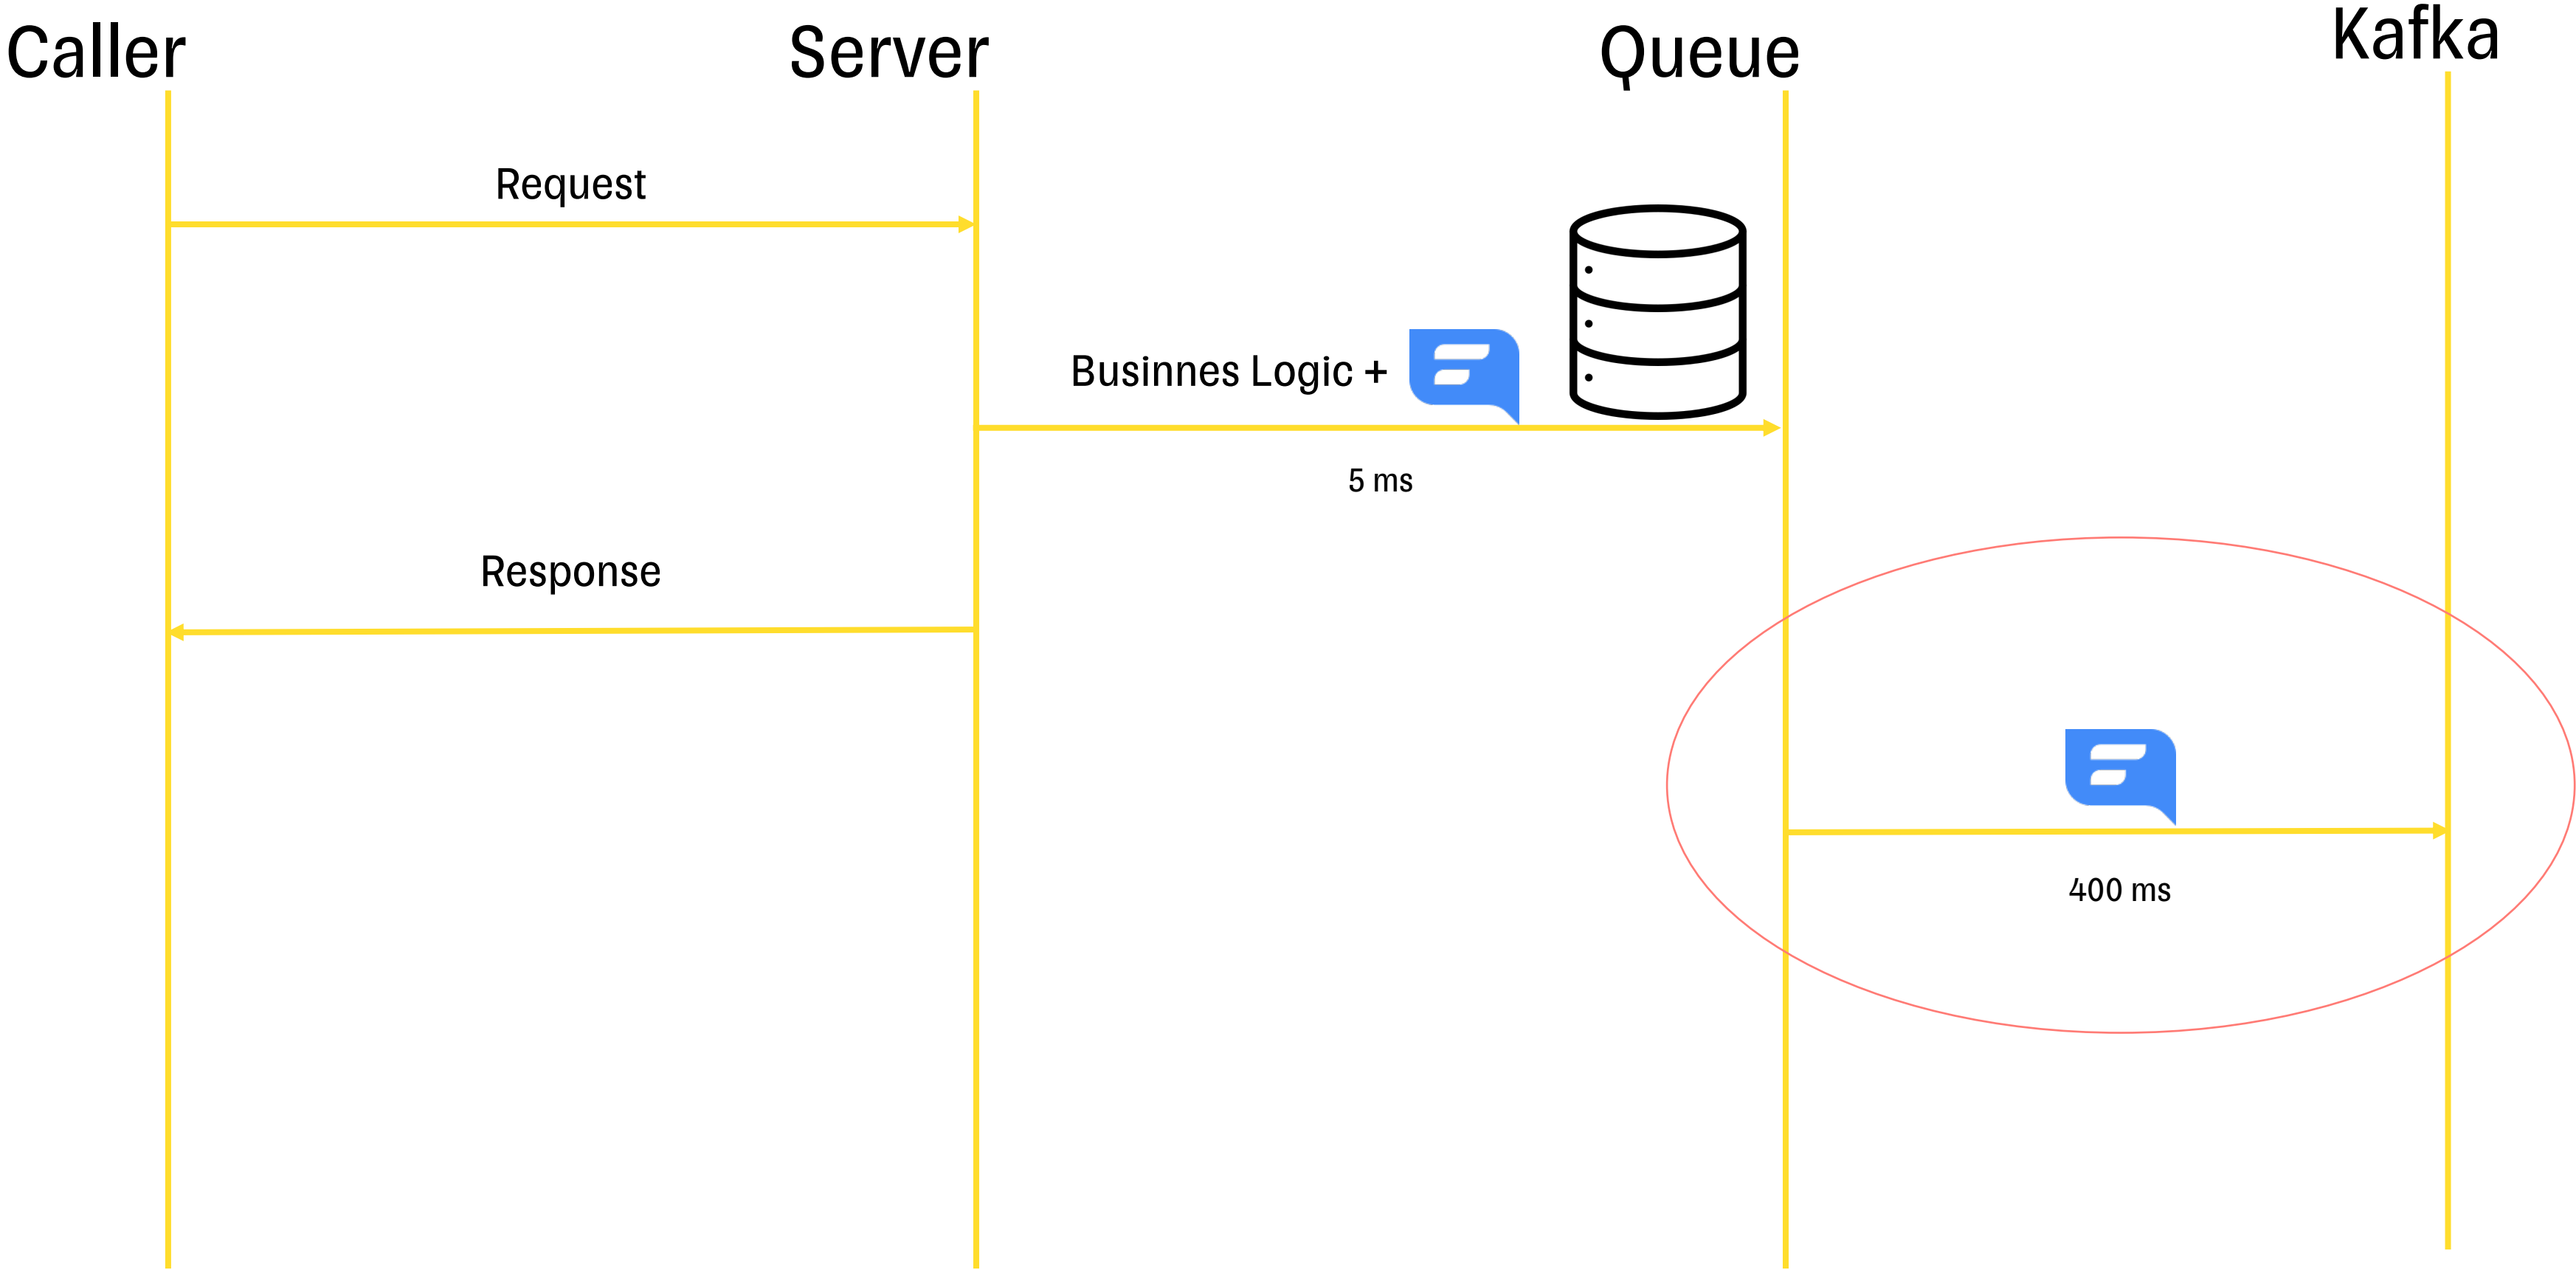 Caller
Server
Queue
Kafka
Request
Businnes Logic +
5 ms
Response
400 ms